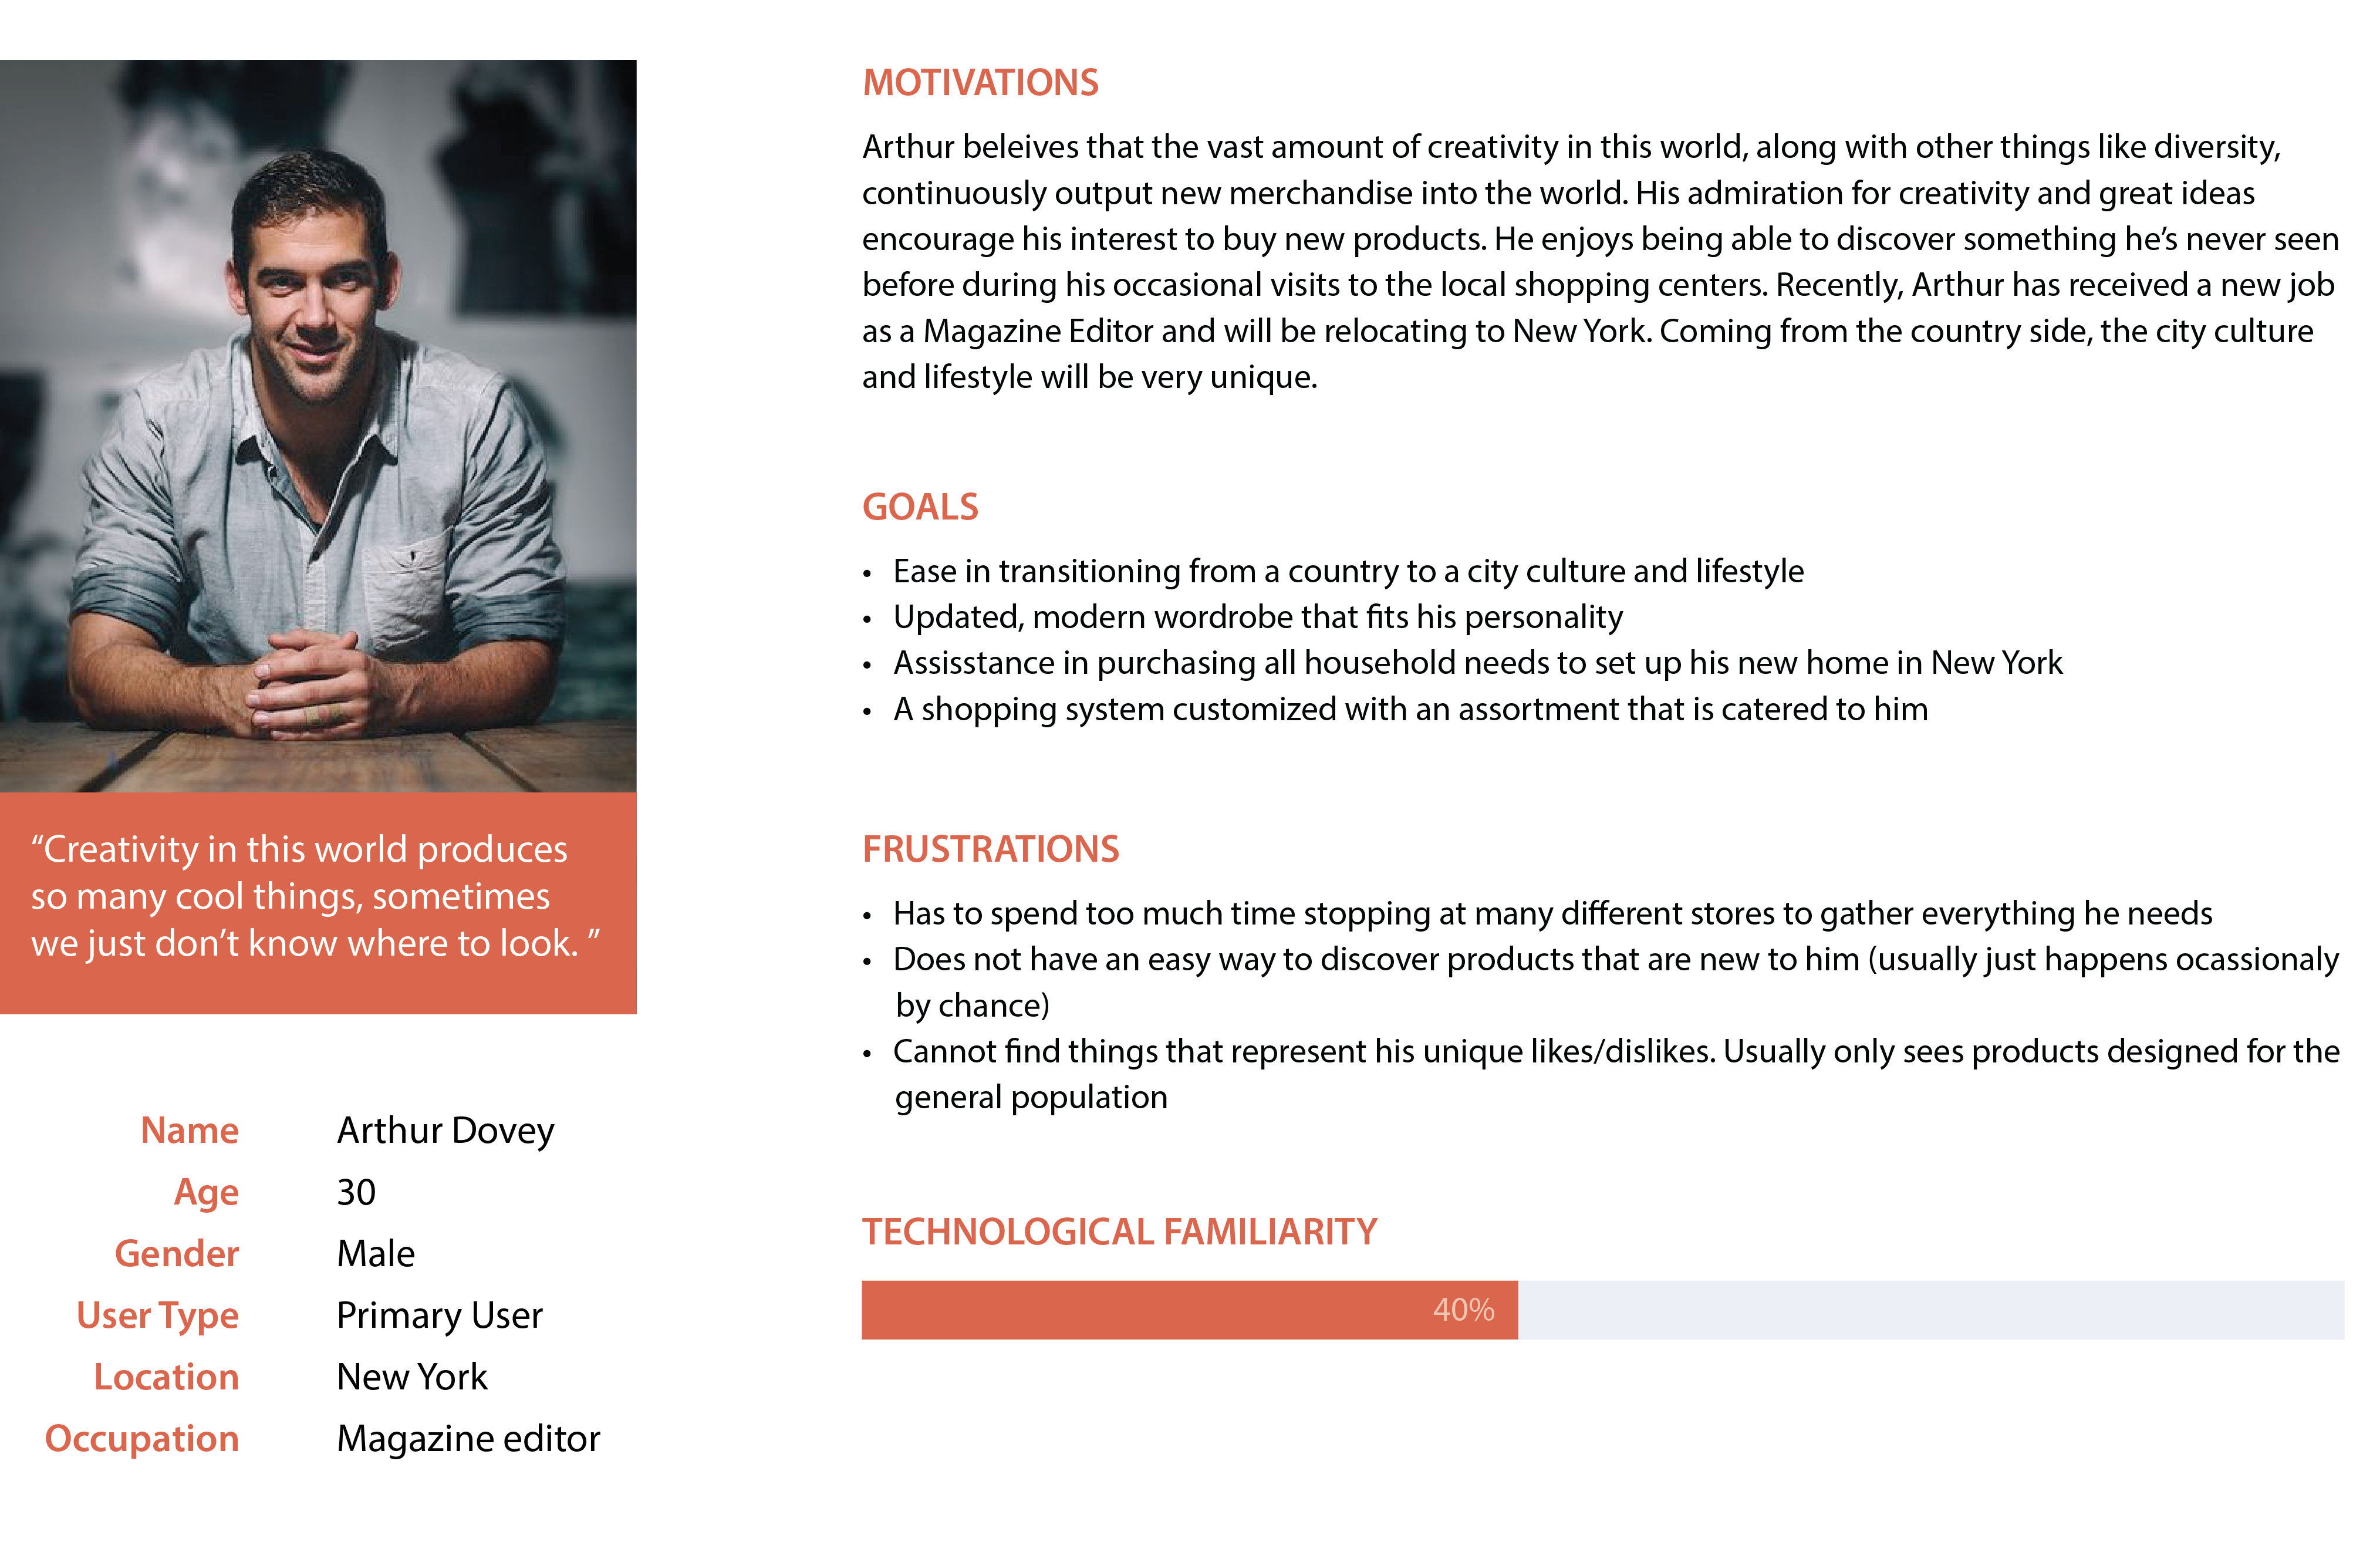 “Creativity in this world produces
so many cool things, sometimes
we just don’t know where to look. ”
Name Arthur Dovey
Age 30
Gender Male
User Type Primary User
Location New York
Occupation Magazine editor
MOTIVATIONS
Arthur beleives that the vast amount of creativity in this world, along with other things like diversity,
continuously output new merchandise into the world. His admiration for creativity and great ideas
encourage his interest to buy new products. He enjoys being able to discover something he’s never seen
before during his occasional visits to the local shopping centers. Recently, Arthur has received a new job
as a Magazine Editor and will be relocating to New York. Coming from the country side, the city culture
and lifestyle will be very unique.
GOALS
• Ease in transitioning from a country to a city culture and lifestyle
• Updated, modern wordrobe that fits his personality
• Assisstance in purchasing all household needs to set up his new home in New York
• A shopping system customized with an assortment that is catered to him
FRUSTRATIONS
• Has to spend too much time stopping at many different stores to gather everything he needs
• Does not have an easy way to discover products that are new to him (usually just happens ocassionaly
by chance)
• Cannot find things that represent his unique likes/dislikes. Usually only sees products designed for the
general population
TECHNOLOGICAL FAMILIARITY
40%